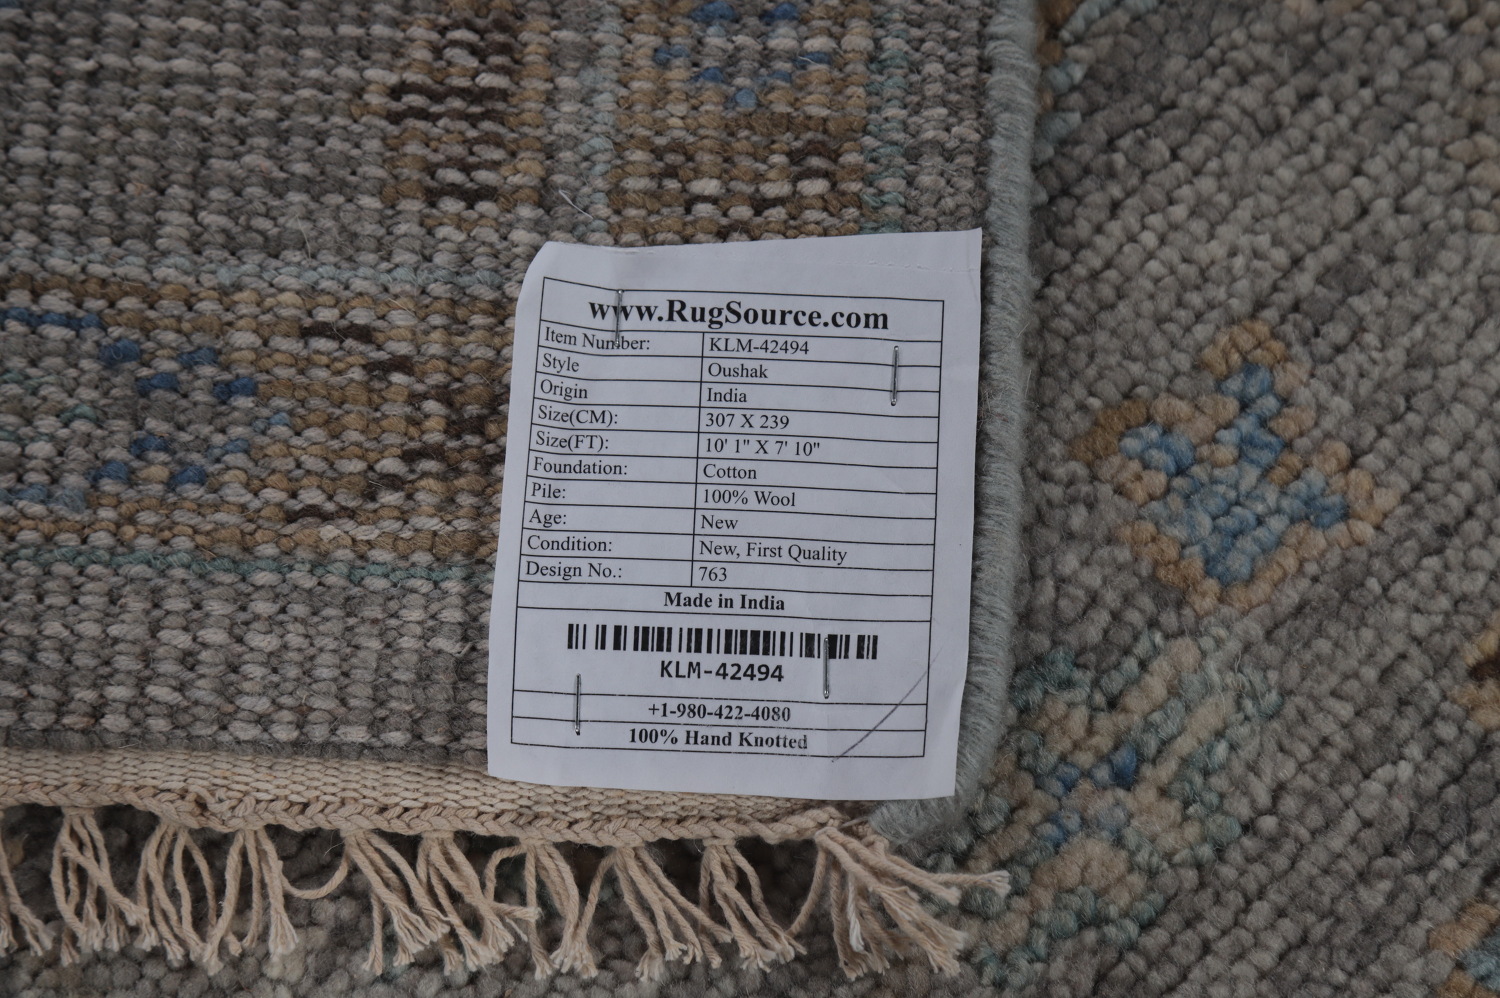 www.RugSource.com
Item Number: KLM-42494
Style Oushak
Origin India
Size(CM): 307 X 239
Size(FT): 10' 1" X 7' 10"
Foundation: Cotton
Pile: 100% Wool
Age: New
Condition: New, First Quality
Design No.: 763
Made in India
KLM-42494
+1-980-422-4080
100% Hand Knotted